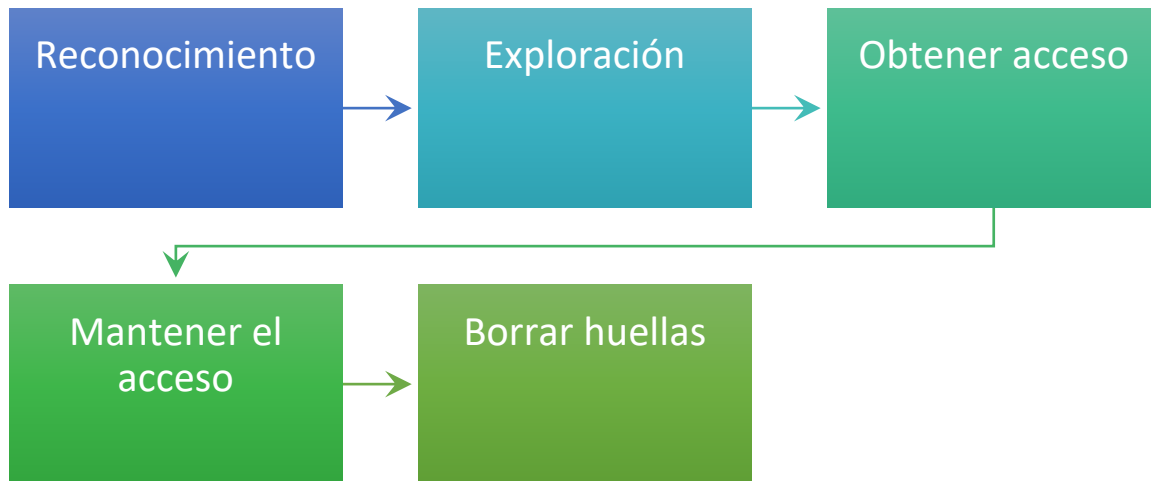 Reconocimiento
Exploración
Obtener acceso
Mantener el
acceso
Borrar huellas